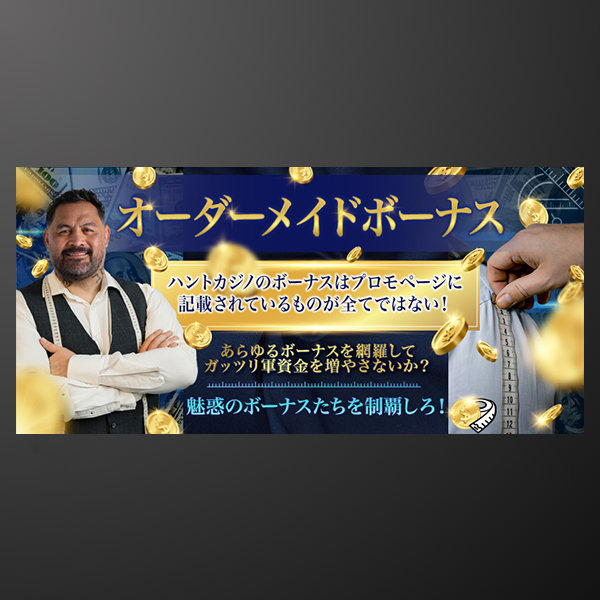 オーダーメイドボーナス
ハントカジノのボーナスはプロモページに
記載されているものが全てではない！
あらゆるボーナスを網羅して
ガッツリ軍資金を増やさないか？
魅惑のボーナスたちを制覇しろ！